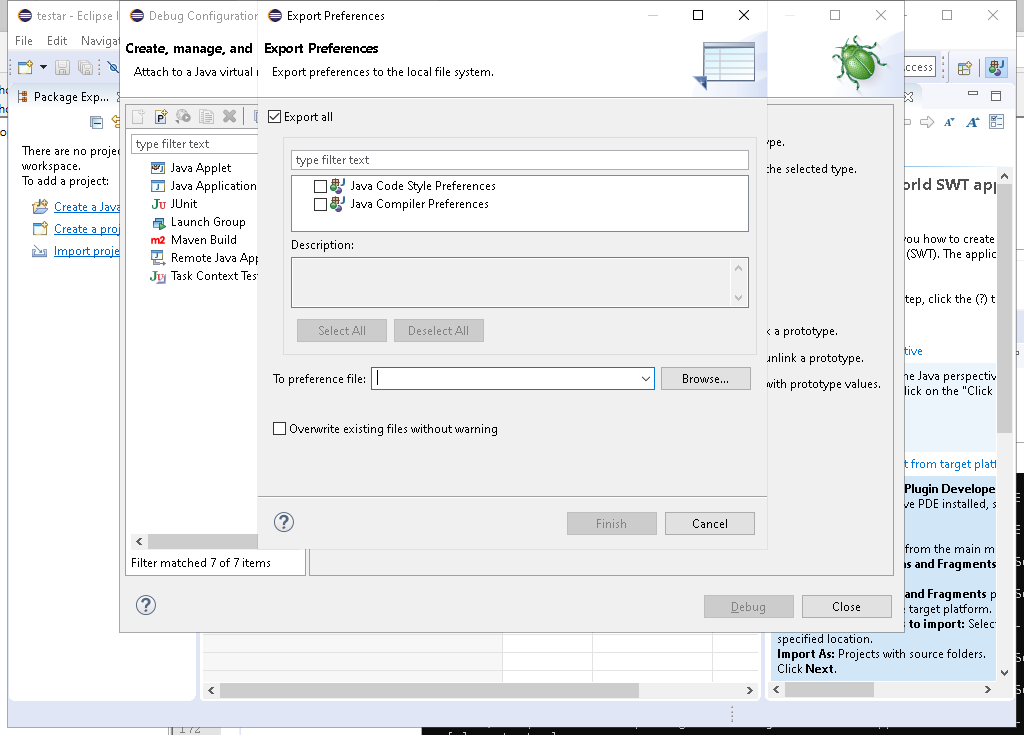 testar - Eclipse
Debug Configuration
Export Preferences
File Edit Navigat
Create, manage, and
Export Preferences
Attach to a Java virtual
Export preferences to the local file system.
Package Exp...
Export all
type filter text
type filter text
There are no proje
workspace.
To add a project:
Create a Java
Create a proj
Import proje
Java Applet
Java Application
JUnit
Launch Group
Maven Build
Remote Java App
Task Context Tes
Java Code Style Preferences
Java Compiler Preferences
Description:
Select All
Deselect All
To preference file:
Browse...
Overwrite existing files without warning
Finish
Cancel
Filter matched 7 of 7 items
Debug
Close
ype.
the selected type.
k a prototype.
unlink a prototype.
with prototype values.
ccess
orld SWT app
you how to create
(SWT). The applic
tep, click the (?) t
tive
he Java perspectiv
lick on the "Click
t from target platf
Plugin Develope
ve PDE installed, s
from the main m
s and Fragments
and Fragments p
e target platform.
s to import: Selec
specified location.
Import As: Projects with source folders.
Click Next.
172